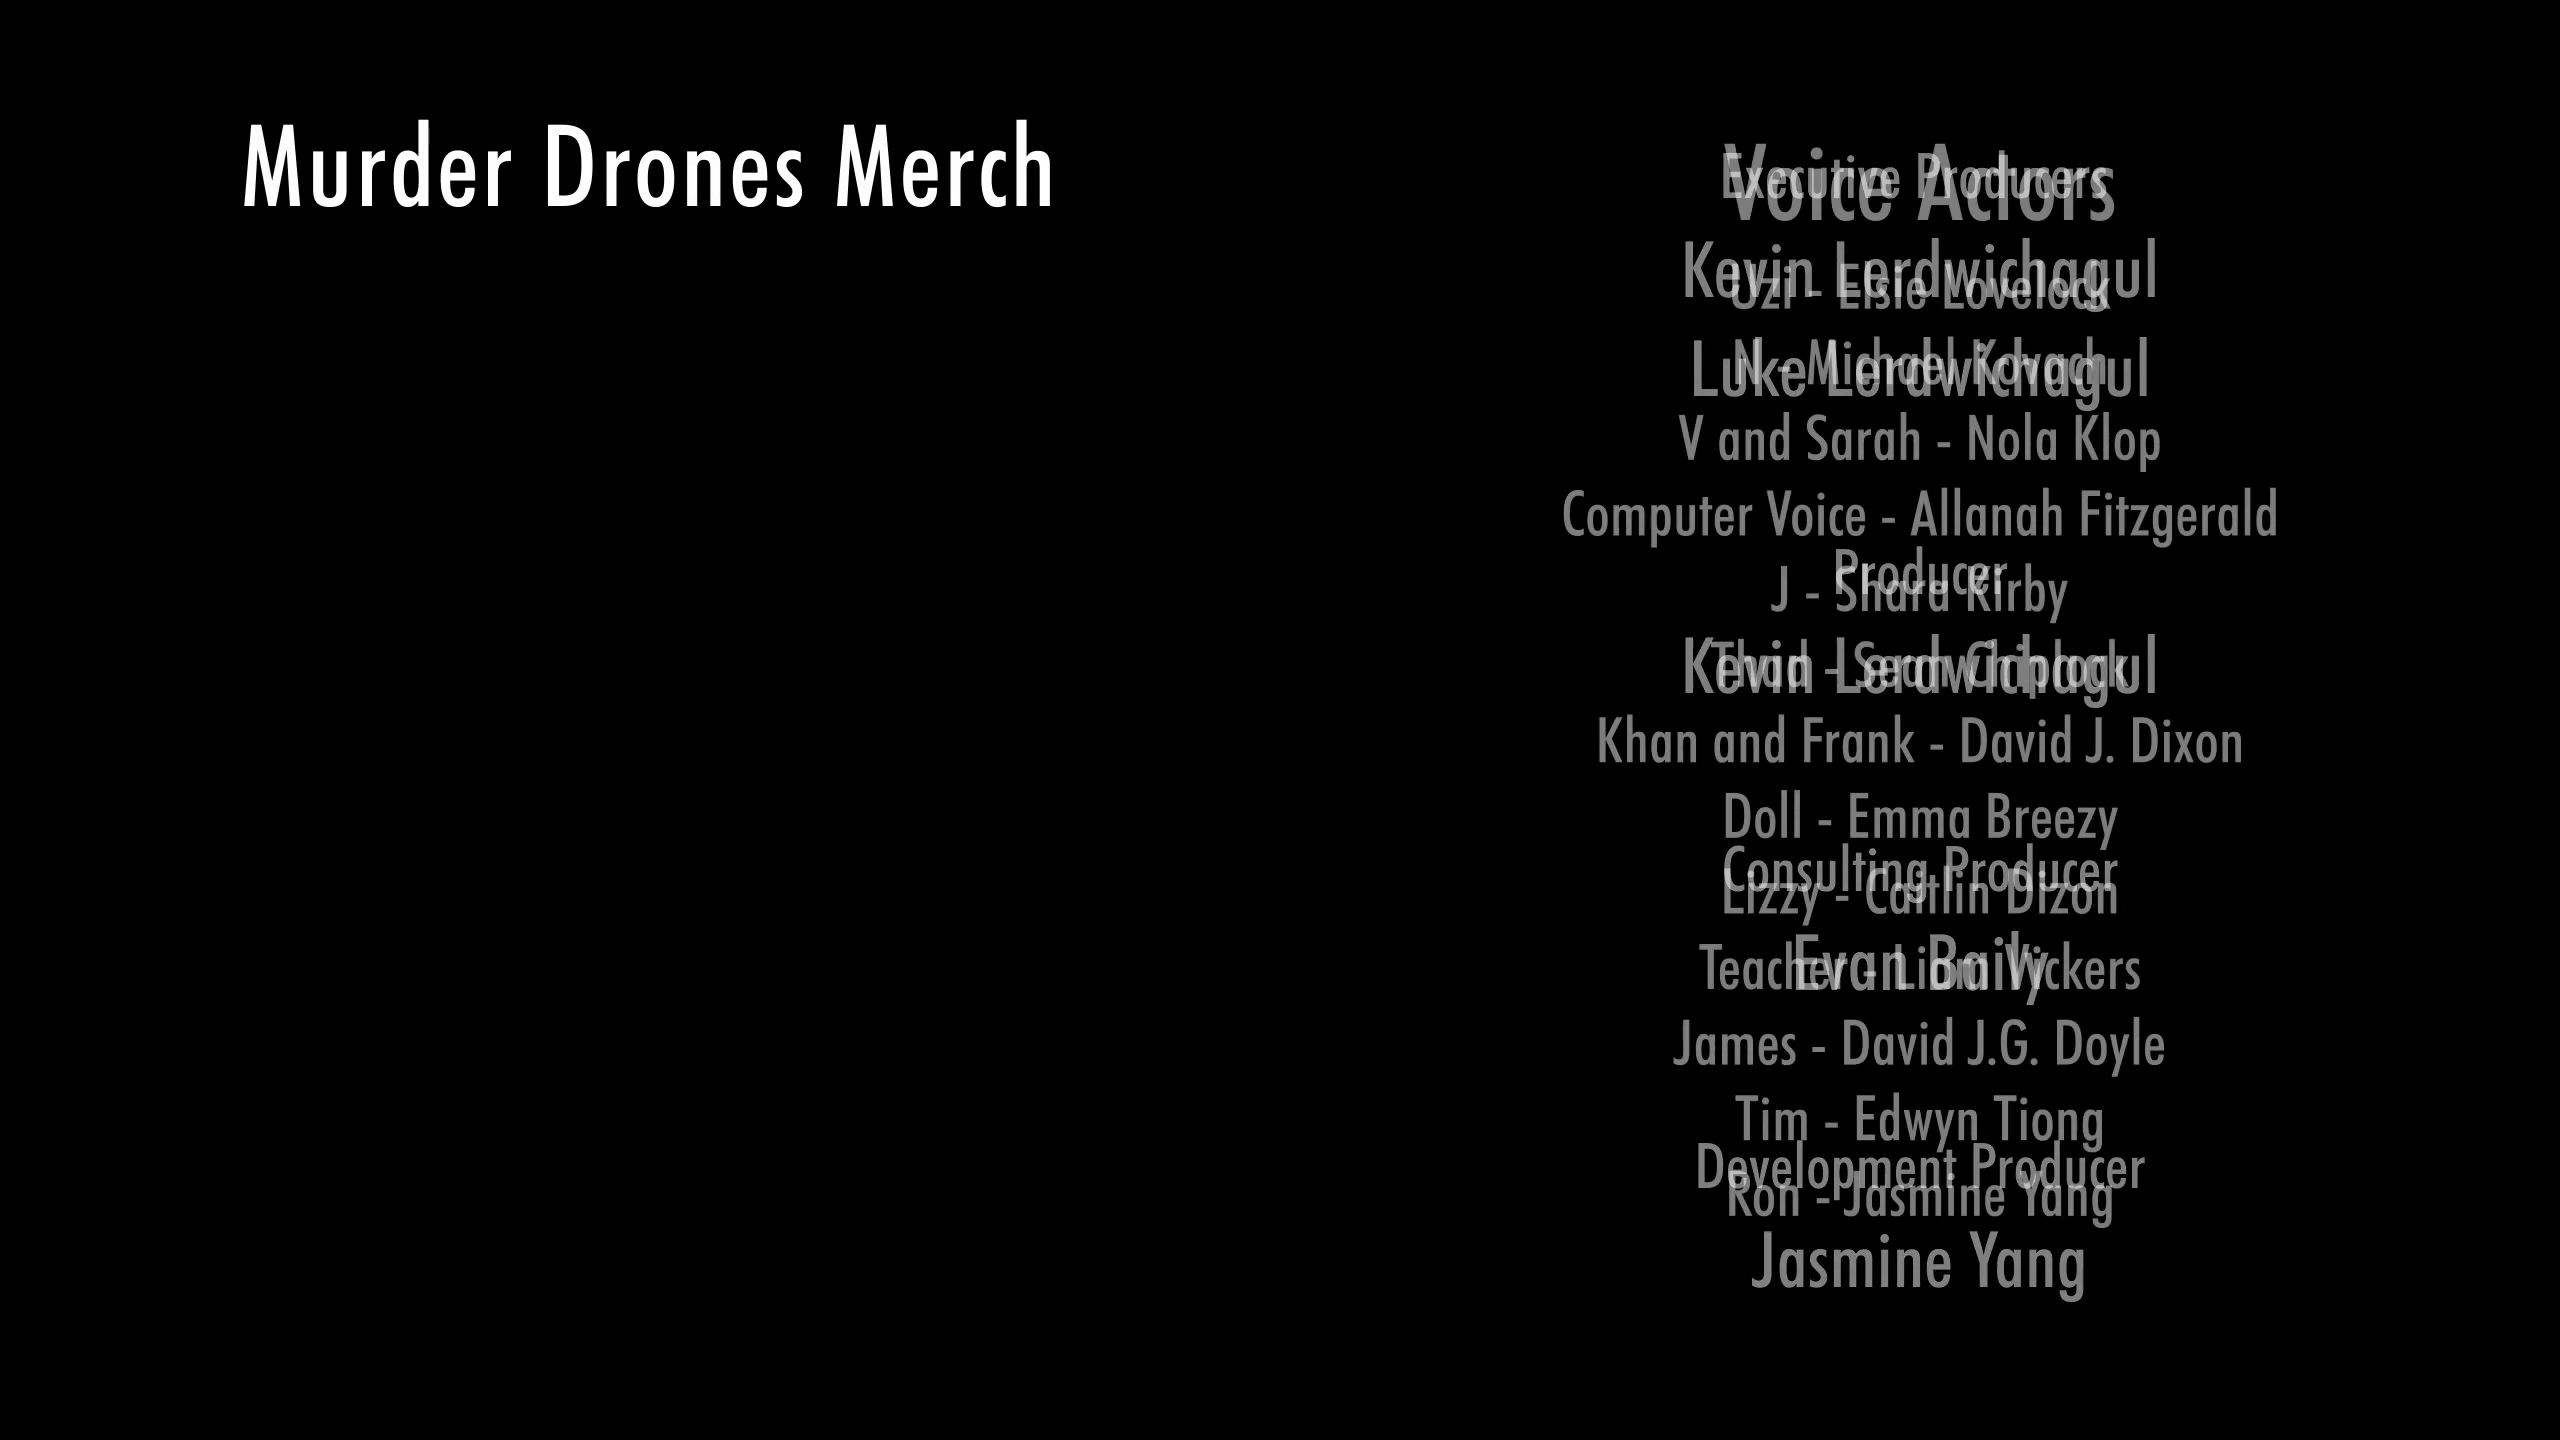 Murder Drones Merch
Executive Producers
Voice Actors
Kevin Lerdwichagul
Uzi - Elsie Lovelock
N - Michael Kovach
Luke Lerdwichagul
V and Sarah - Nola Klop
Computer Voice - Allanah Fitzgerald
Producer
J - Shara Kirby
Kevin Lerdwichagul
Thad - Sean Chiplock
Khan and Frank - David J. Dixon
Doll - Emma Breezy
Consulting Producer
Lizzy - Caitlin Dizon
Evan Baily
Teacher - Liam Vickers
James - David J.G. Doyle
Tim - Edwyn Tiong
Development Producer
Ron - Jasmine Yang
Jasmine Yang